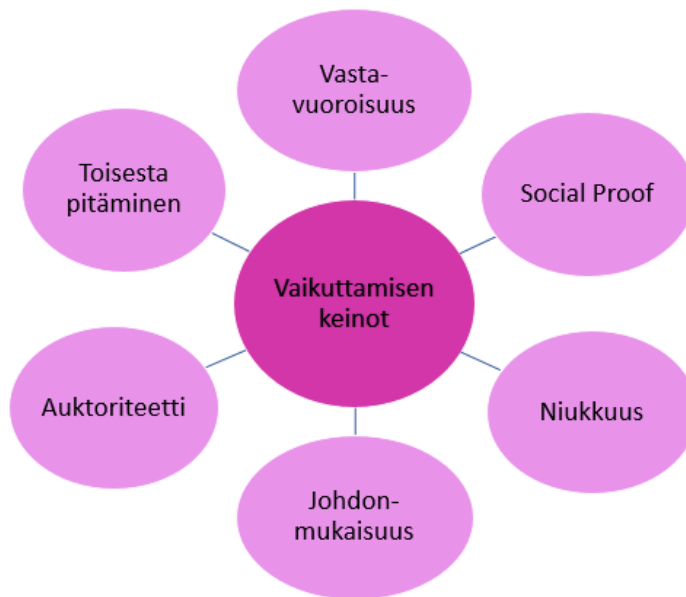 Vasta-
vuoroisuus
Toisesta
pitäminen
Social Proof
Vaikuttamisen
keinot
Auktoriteetti
Niukkuus
Johdon-
mukaisuus